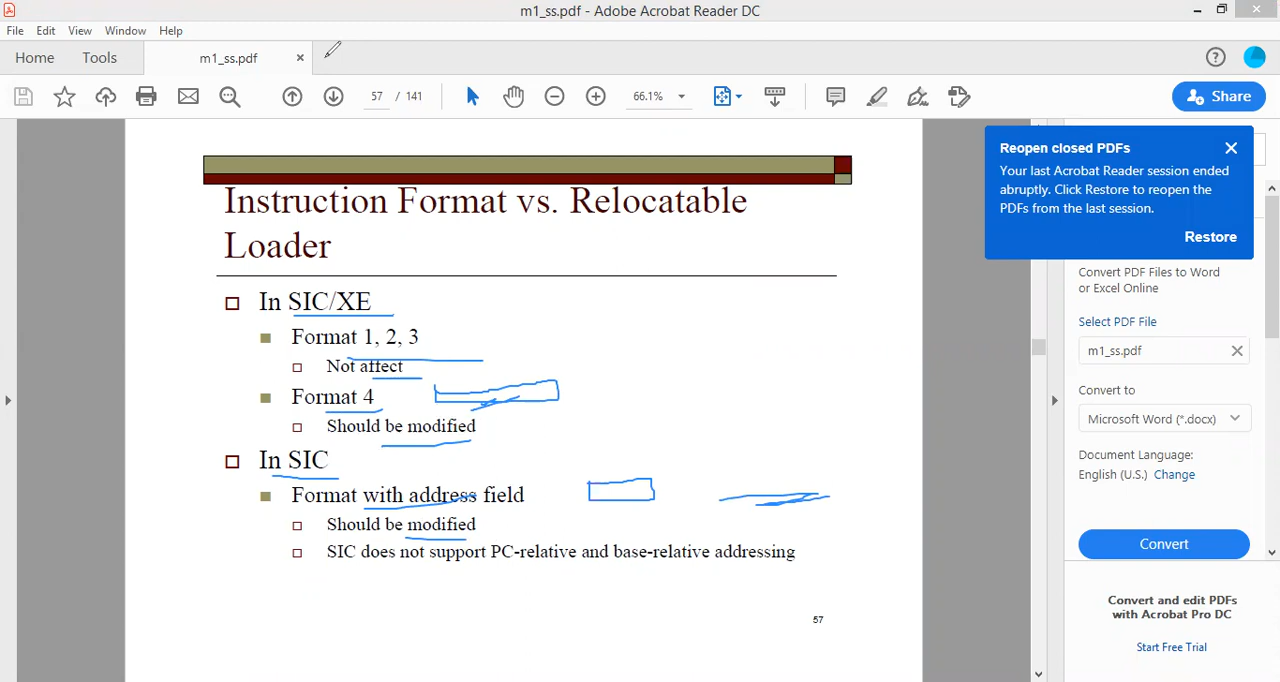 m1_ss.pdf - Adobe Acrobat Reader DC
File Edit View Window Help
Home Tools m1_ss.pdf
57 / 141 66.1% Share
Reopen closed PDFs
Your last Acrobat Reader session ended
abruptly. Click Restore to reopen the
PDFs from the last session.
Restore
Instruction Format vs. Relocatable
Loader
In SIC/XE
Format 1, 2, 3
Not affect
Format 4
Should be modified
In SIC
Format with address field
Should be modified
SIC does not support PC-relative and base-relative addressing
57
Convert PDF Files to Word
or Excel Online
Select PDF File
m1_ss.pdf
Convert to
Microsoft Word (*.docx)
Document Language:
English (U.S.) Change
Convert
Convert and edit PDFs
with Acrobat Pro DC
Start Free Trial